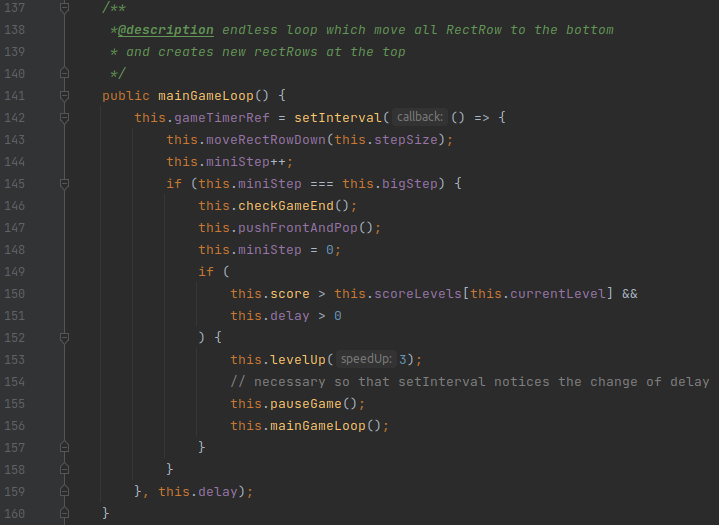 137 /**
138 *@description endless loop which move all RectRow to the bottom
139 * and creates new rectRows at the top
140 */
141 public mainGameLoop() {
142 this.gameTimerRef = setInterval( callback: () => {
143 this.moveRectRowDown(this.stepSize);
144 this.miniStep++;
145 if (this.miniStep === this.bigStep) {
146 this.checkGameEnd();
147 this.pushFrontAndPop();
148 this.miniStep = 0;
149 if (
150 this.score > this.scoreLevels[this.currentLevel] &&
151 this.delay > 0
152 ) {
153 this.levelUp( speedUp: 3);
154 // necessary so that setInterval notices the change of delay
155 this.pauseGame();
156 this.mainGameLoop();
157 }
158 }
159 }, this.delay);
160 }